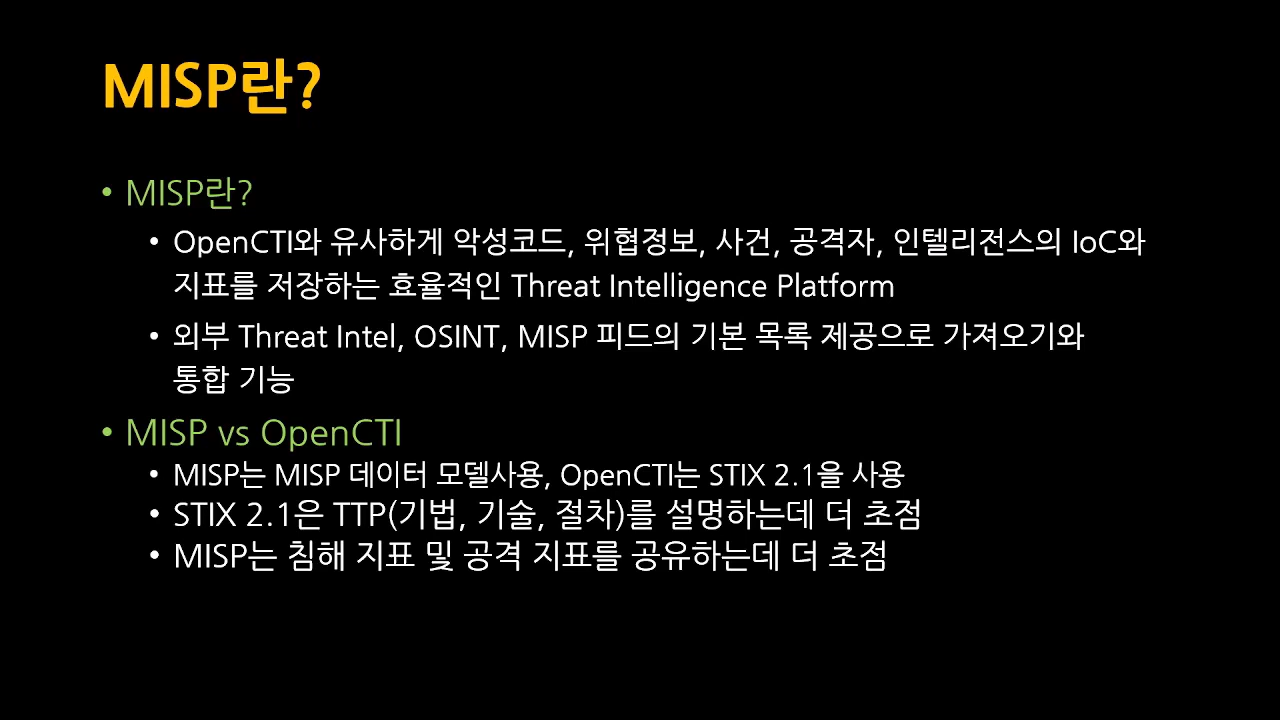 MISP란?
• MISP란?
• OpenCTI와 유사하게 악성코드, 위협정보, 사건, 공격자, 인텔리전스의 IoC와
지표를 저장하는 효율적인 Threat Intelligence Platform
• 외부 Threat Intel, OSINT, MISP 피드의 기본 목록 제공으로 가져오기와
통합 기능
• MISP vs OpenCTI
• MISP는 MISP 데이터 모델사용, OpenCTI는 STIX 2.1을 사용
• STIX 2.1은 TTP(기법, 기술, 절차)를 설명하는데 더 초점
• MISP는 침해 지표 및 공격 지표를 공유하는데 더 초점